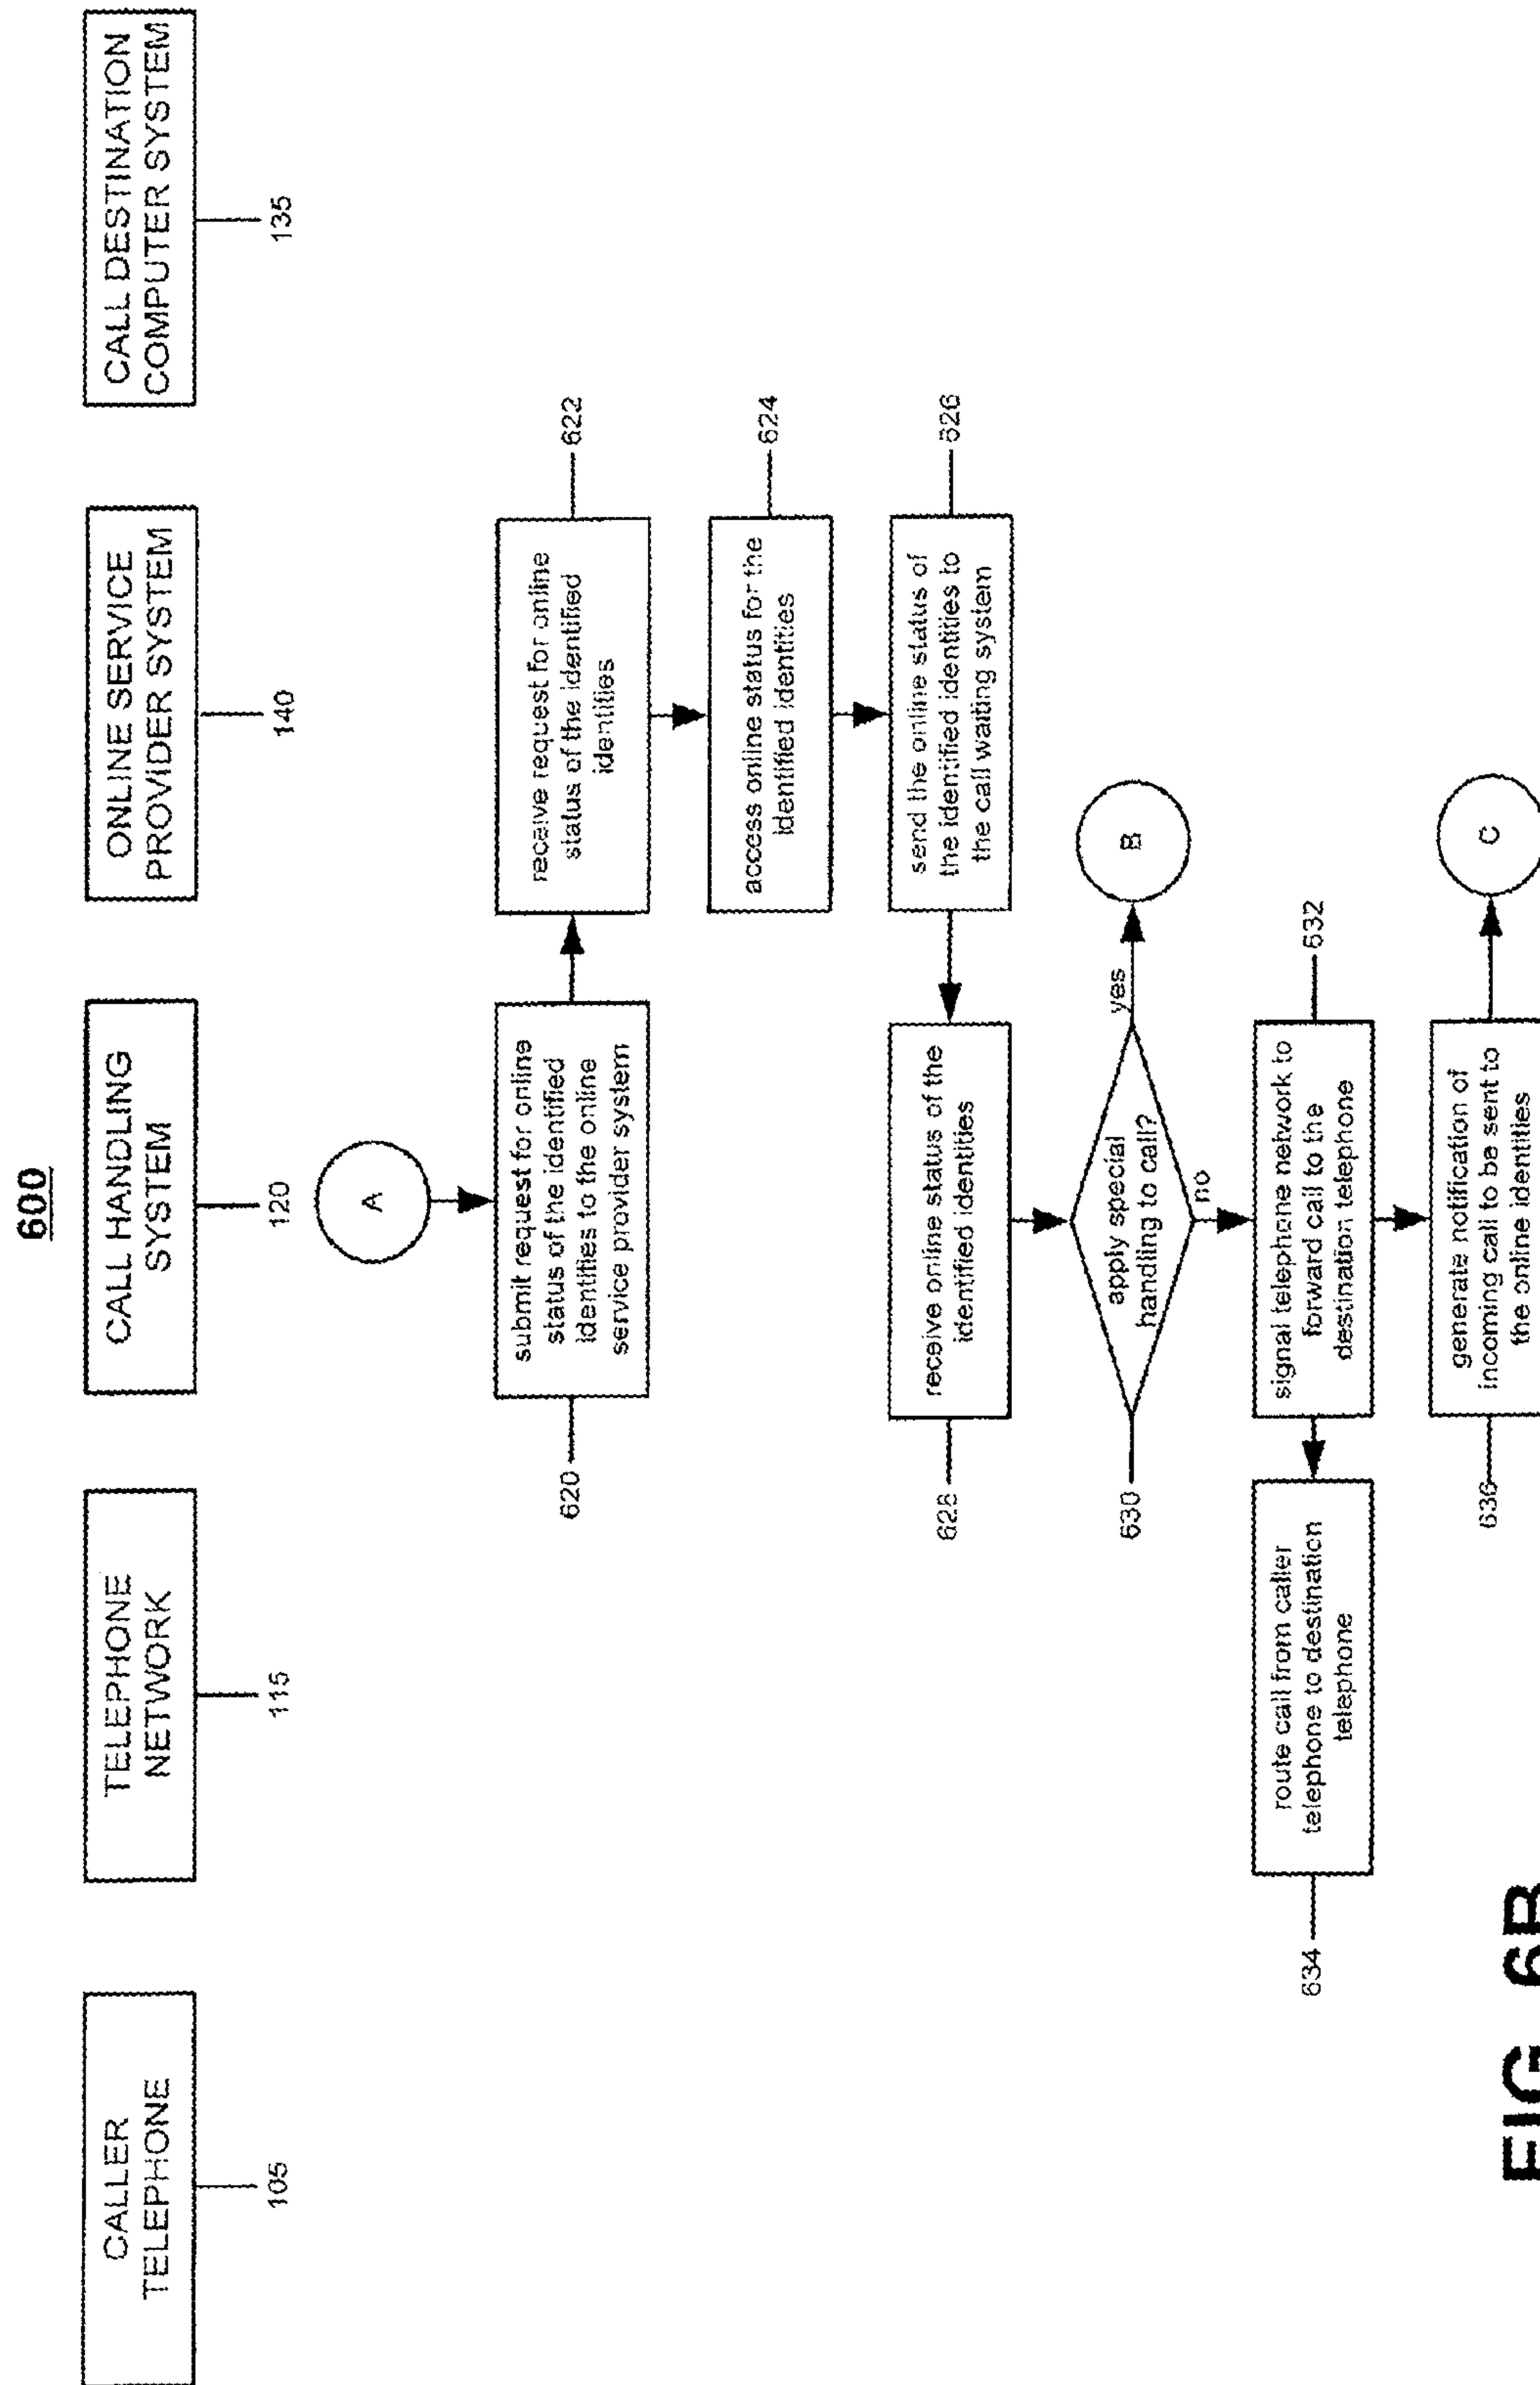 600
CALLER
TELEPHONE
105
TELEPHONE
NETWORK
115
CALL HANDLING
SYSTEM
120
ONLINE SERVICE
PROVIDER SYSTEM
140
CALL DESTINATION
COMPUTER SYSTEM
135
A
620
submit request for online
status of the identified
identities to the online
service provider system
receive request for online
status of the identified
identities
622
access online status for the
identified identities
624
send the online status of
the identified identities to
the call waiting system
626
628
receive online status of the
identified identities
630
apply special
handling to call?
yes
B
no
634
route call from caller
telephone to destination
telephone
signal telephone network to
forward call to the
destination telephone
632
636
generate notification of
incoming call to be sent to
the online identities
C
FIG. 6B